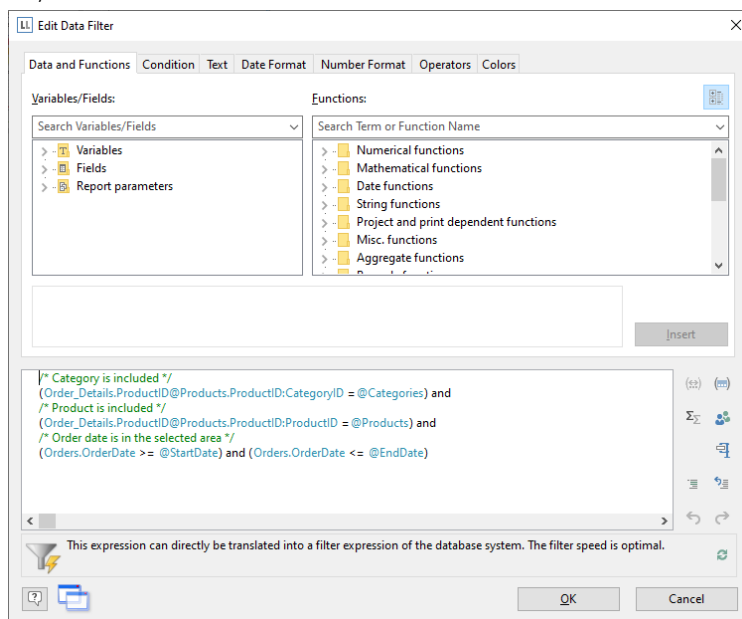 LL Edit Data Filter
Data and Functions Condition Text Date Format Number Format Operators Colors
Variables/Fields: Functions:
Search Variables/Fields Search Term or Function Name
Variables
Fields
Report parameters
Numerical functions
Mathematical functions
Date functions
String functions
Project and print dependent functions
Misc. functions
Aggregate functions
Insert
/* Category is included */
(Order_Details.ProductID@Products.ProductID:CategoryID = @Categories) and
/* Product is included */
(Order_Details.ProductID@Products.ProductID:ProductID = @Products) and
/* Order date is in the selected area */
(Orders.OrderDate >= @StartDate) and (Orders.OrderDate <= @EndDate)
This expression can directly be translated into a filter expression of the database system. The filter speed is optimal.
OK Cancel